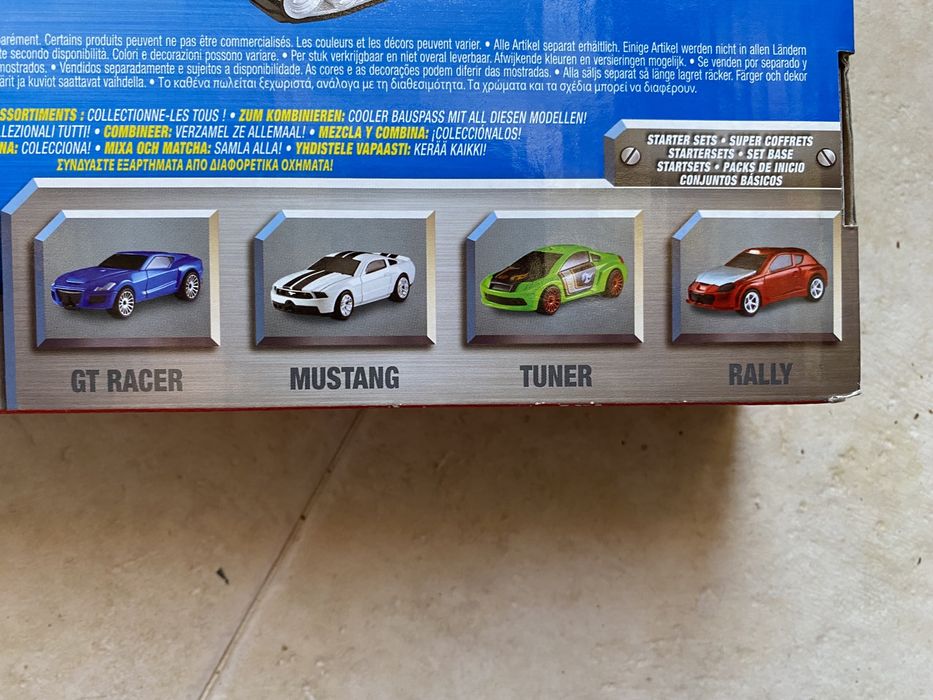 parément. Certains produits peuvent ne pas être commercialisés. Les couleurs et les décors peuvent varier. • Alle Artikel separat erhältlich. Einige Artikel werden nicht in allen Ländern
te secondo disponibilità. Colori e decorazioni possono variare. • Per stuk verkrijgbaar en niet overal leverbaar. Afwijkende kleuren en versieringen mogelijk. • Se venden por separado y
mostrados. • Vendidos separadamente e sujeitos a disponibilidade. As cores e as decorações podem diferir das mostradas. • Alla säljs separat så länge lagret räcker. Färger och dekor
ärit ja kuviot saattavat vaihdella. • Το καθένα πωλείται ξεχωριστά, ανάλογα με τη διαθεσιμότητα. Τα χρώματα και τα σχέδια μπορεί να διαφέρουν.
SSORTIMENTS : COLLECTIONNE-LES TOUS ! • ZUM KOMBINIEREN: COOLER BAUSPASS MIT ALL DIESEN MODELLEN!
LEZIONALI TUTTI! • COMBINEER: VERZAMEL ZE ALLEMAAL! • MEZCLA Y COMBINA: ¡COLECCIÓNALOS!
NA: COLECCIONA! • MIXA OCH MATCHA: SAMLA ALLA! • YHDISTELE VAPAASTI: KERÄÄ KAIKKI!
ΣΥΝΔΥΑΣΤΕ ΕΞΑΡΤΗΜΑΤΑ ΑΠΟ ΔΙΑΦΟΡΕΤΙΚΑ ΟΧΗΜΑΤΑ!
STARTER SETS • SUPER COFFRETS
STARTERSETS • SET BASE
STARTSETS • PACKS DE INICIO
CONJUNTOS BÁSICOS
GT RACER
MUSTANG
TUNER
RALLY